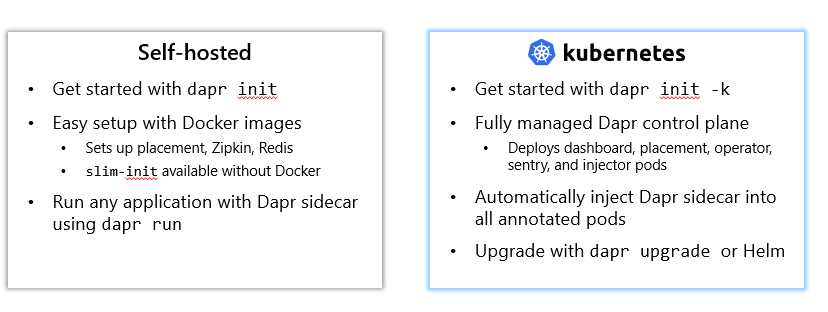 Self-hosted
• Get started with dapr init
• Easy setup with Docker images
• Sets up placement, Zipkin, Redis
• slim-init available without Docker
• Run any application with Dapr sidecar
using dapr run
kubernetes
• Get started with dapr init -k
• Fully managed Dapr control plane
• Deploys dashboard, placement, operator,
sentry, and injector pods
• Automatically inject Dapr sidecar into
all annotated pods
• Upgrade with dapr upgrade or Helm